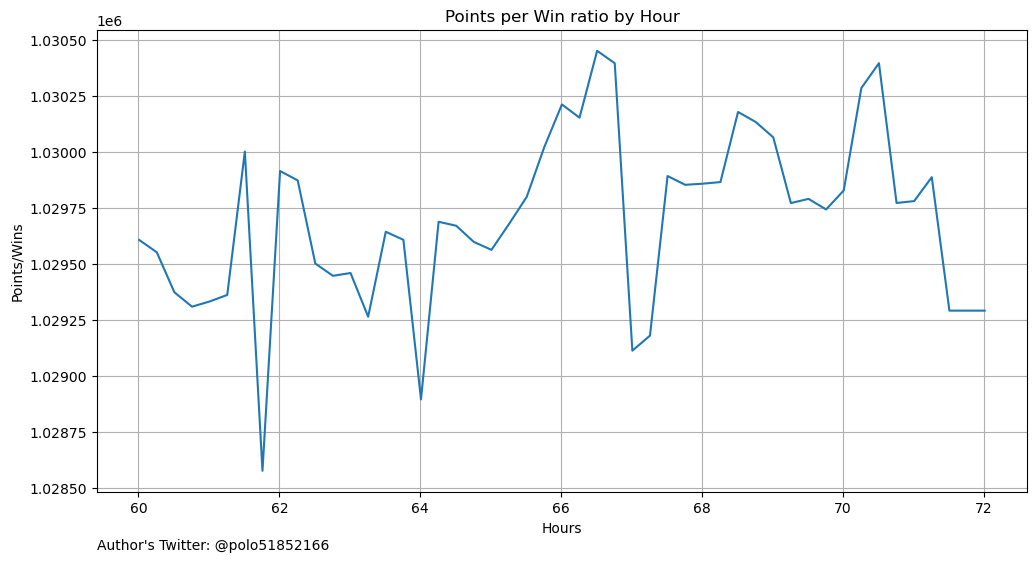 Points per Win ratio by Hour
1e6
1.03050
1.03025
1.03000
1.02975
1.02950
1.02925
1.02900
1.02875
1.02850
Points/Wins
60 62 64 66 68 70 72
Hours
Author's Twitter: @polo51852166